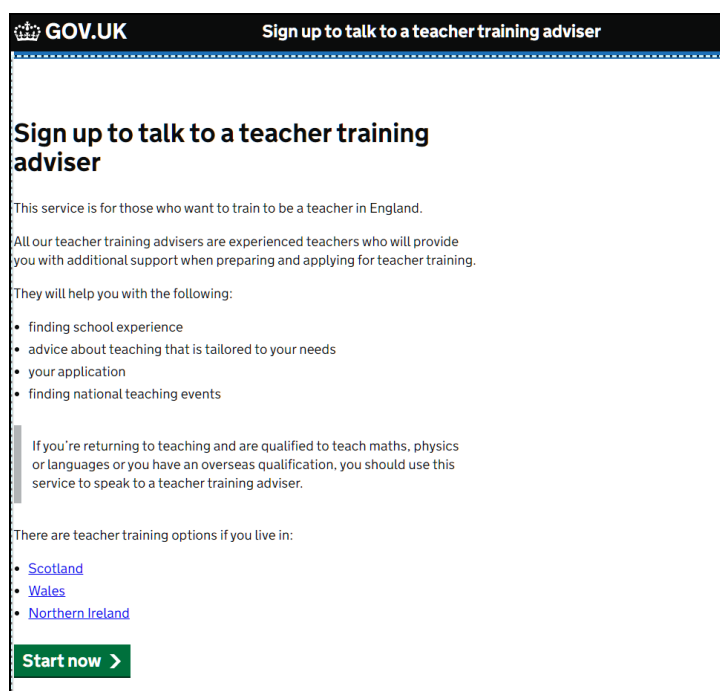 GOV.UK Sign up to talk to a teacher training adviser
Sign up to talk to a teacher training
adviser
This service is for those who want to train to be a teacher in England.
All our teacher training advisers are experienced teachers who will provide
you with additional support when preparing and applying for teacher training.
They will help you with the following:
• finding school experience
• advice about teaching that is tailored to your needs
• your application
• finding national teaching events
If you're returning to teaching and are qualified to teach maths, physics
or languages or you have an overseas qualification, you should use this
service to speak to a teacher training adviser.
There are teacher training options if you live in:
• Scotland
• Wales
• Northern Ireland
Start now